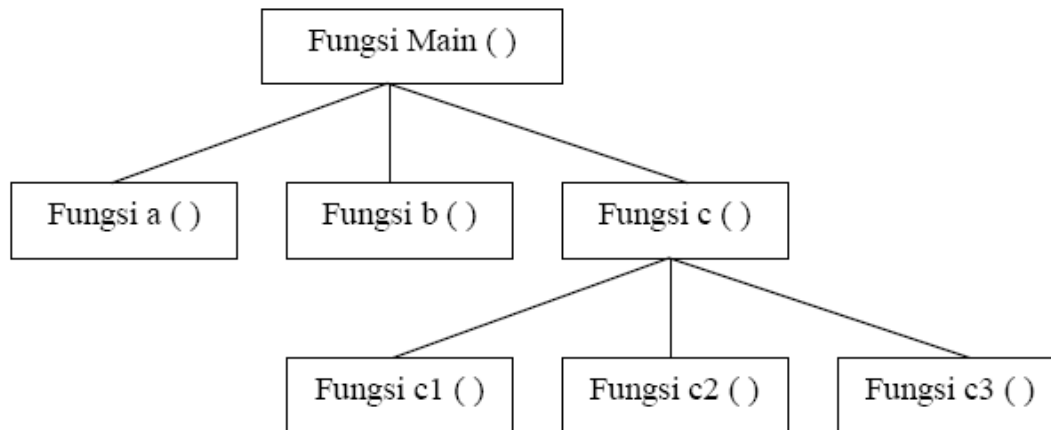 Fungsi Main ( )
Fungsi a ( )
Fungsi b ( )
Fungsi c ( )
Fungsi c1 ( )
Fungsi c2 ( )
Fungsi c3 ( )